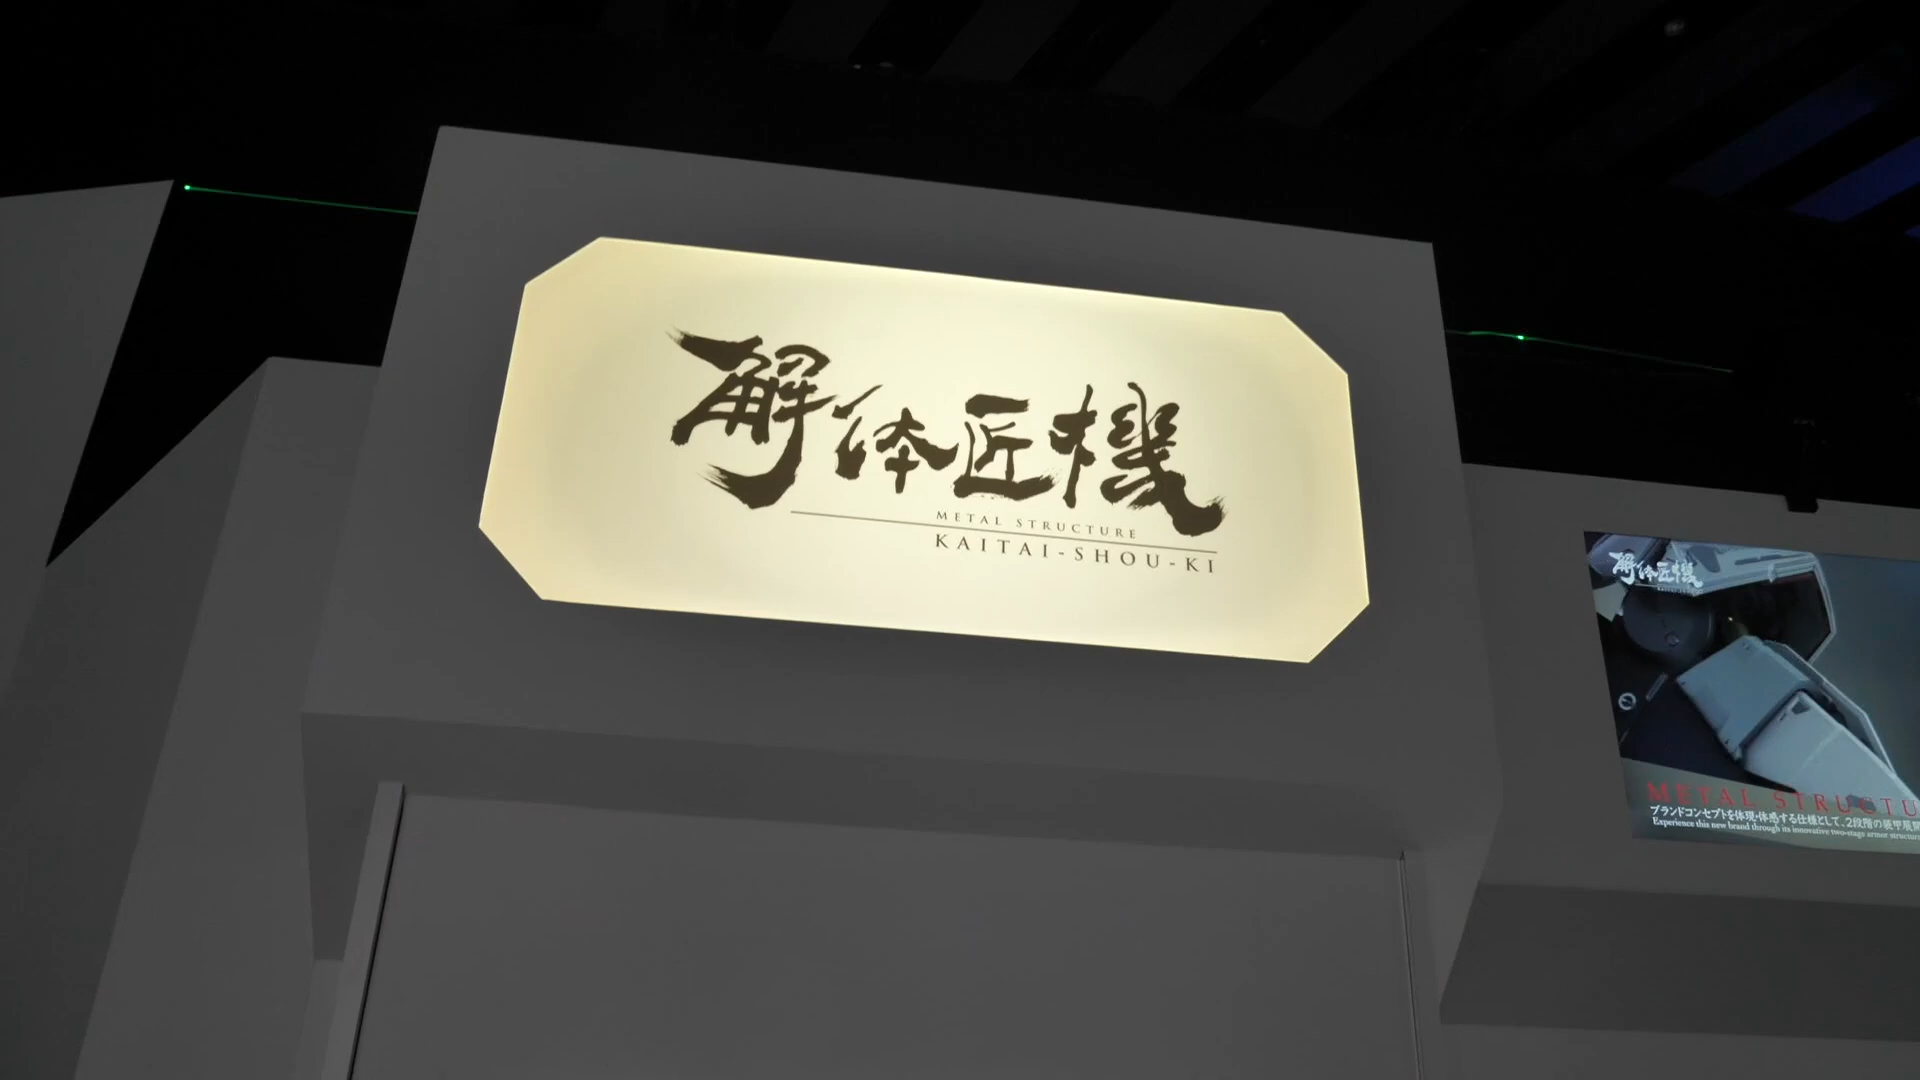 解体匠機
METAL STRUCTURE
KAITAI-SHOU-KI
解体匠機
METAL STRUCTU
ブランドコンセプトを体現・体感する仕様として、2段階の装甲展開
Experience this new brand through its innovative two-stage armor structure